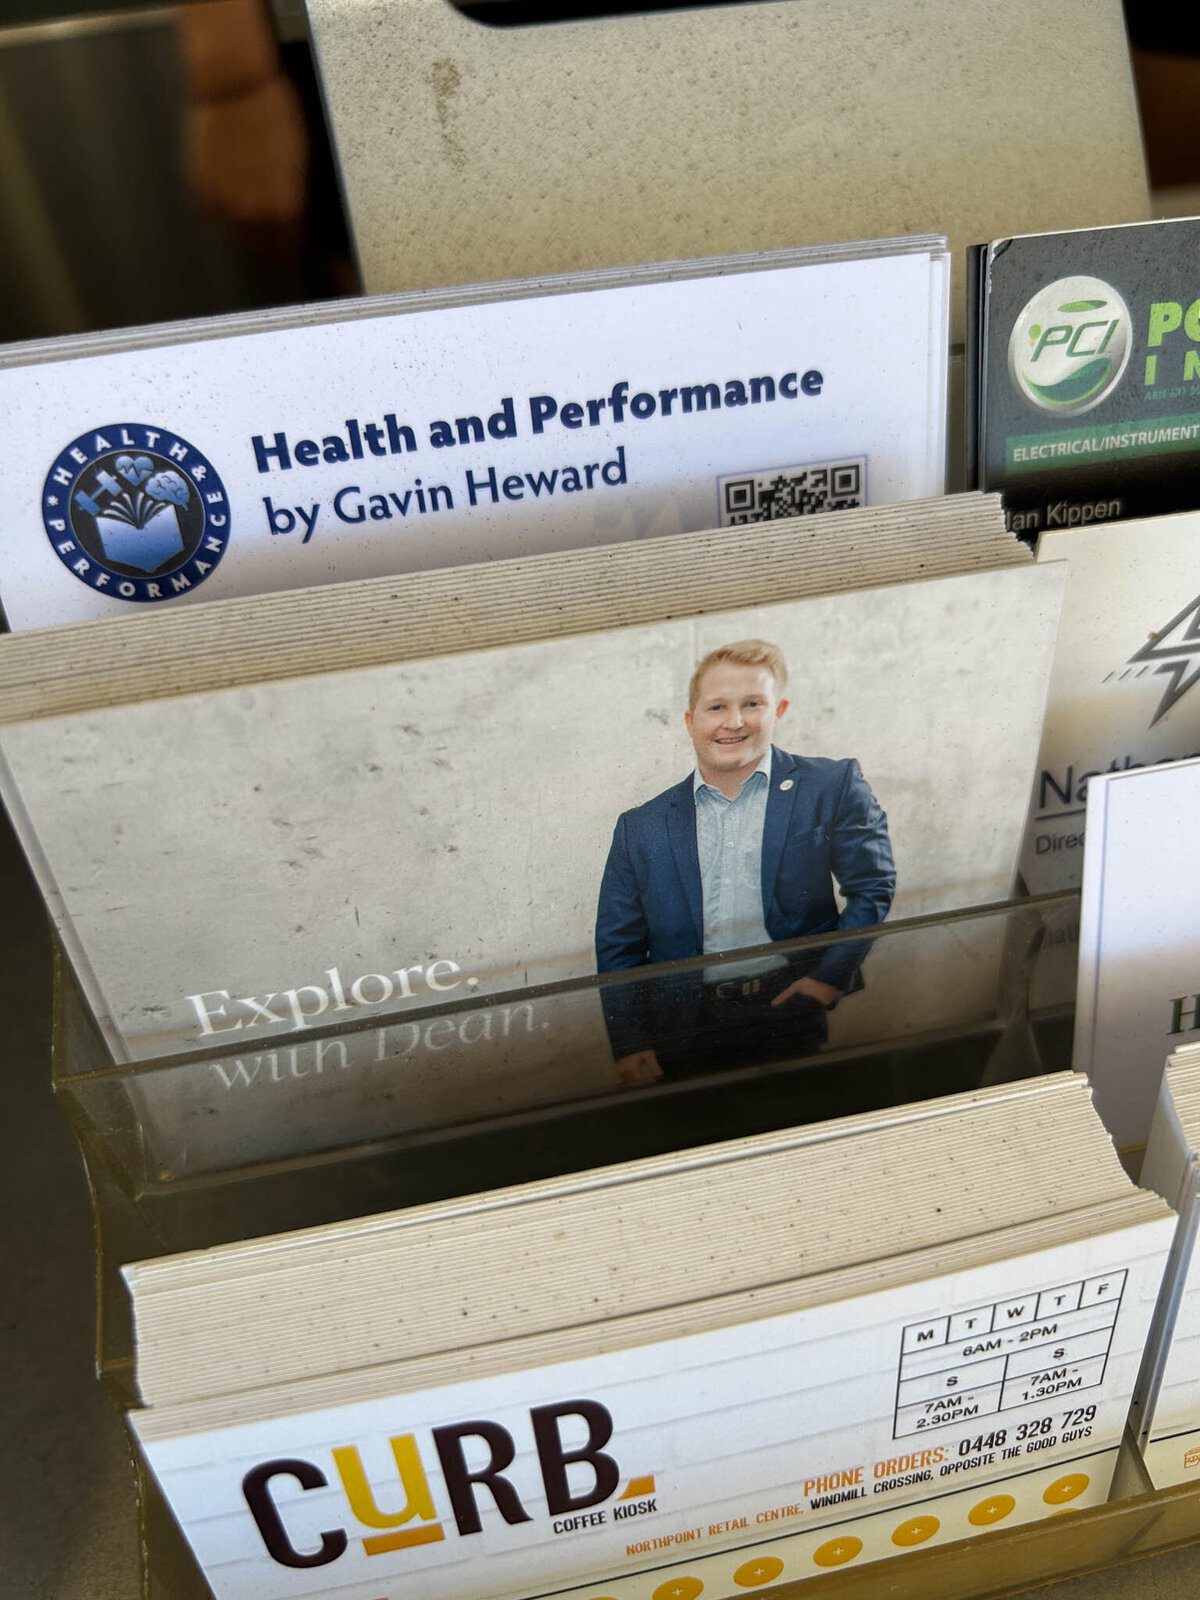 Health and Performance
by Gavin Heward
HEALTH &
PERFORMANCE
PCI
ELECTRICAL/INSTRUMENT
Kippen
Explore.
with Dean.
CuRB
COFFEE KIOSK
M T W T F
6AM - 2PM
S S
7AM - 2.30PM
7AM - 1.30PM
PHONE ORDERS: 0448 328 729
NORTHPOINT RETAIL CENTRE, WINDMILL CROSSING, OPPOSITE THE GOOD GUYS